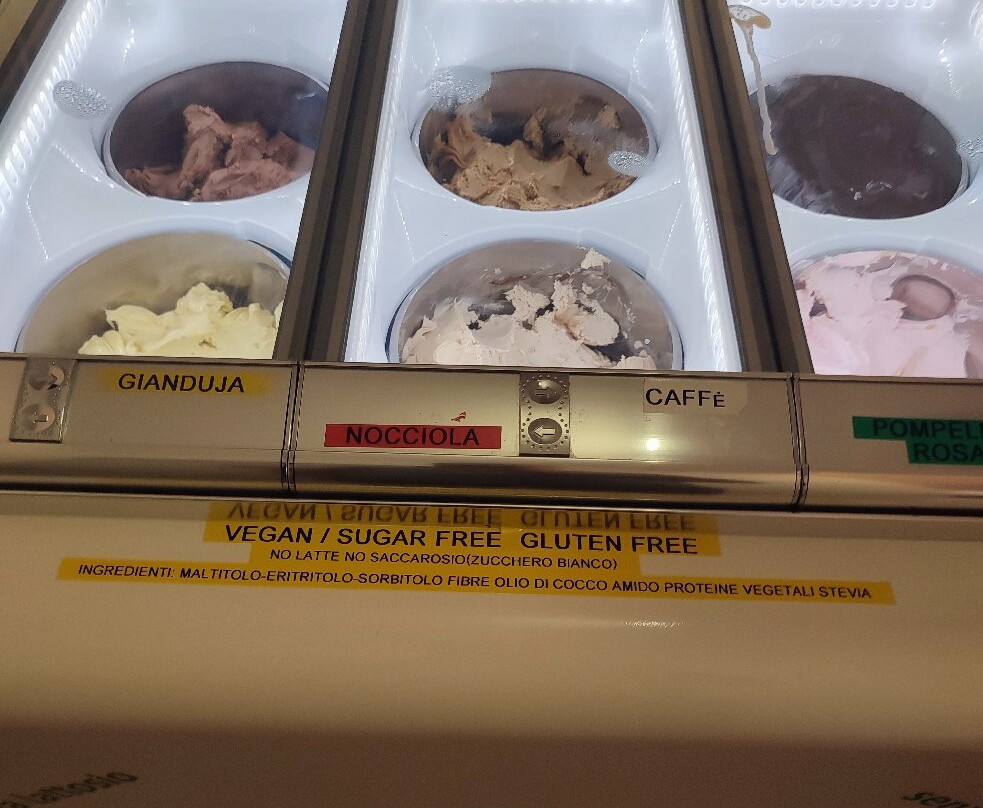 GIANDUJA
NOCCIOLA
CAFFÈ
POMPEL
ROSA
VEGAN / SUGAR FREE GLUTEN FREE
NO LATTE NO SACCAROSIO(ZUCCHERO BIANCO)
INGREDIENTI: MALTITOLO-ERITRITOLO-SORBITOLO FIBRE OLIO DI COCCO AMIDO PROTEINE VEGETALI STEVIA
lattosio